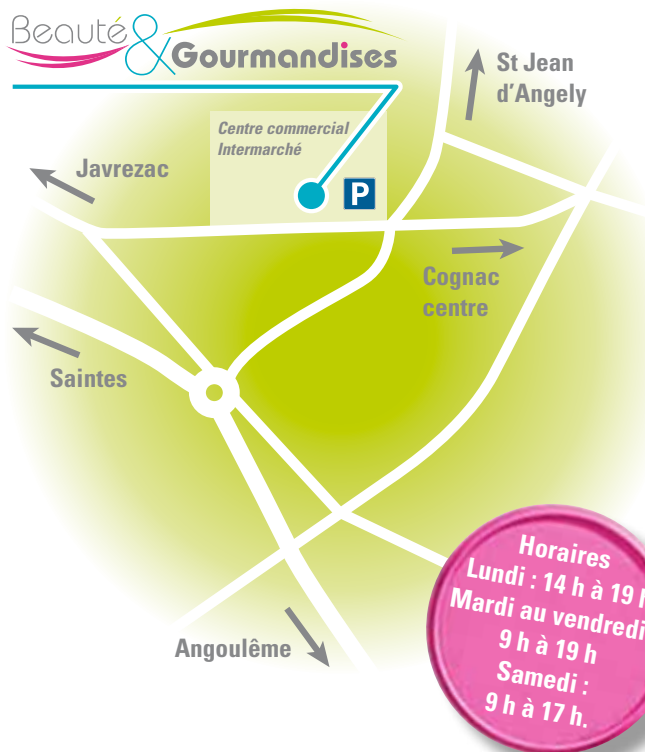 Beauté & Gourmandises
St Jean
d'Angely
Centre commercial
Intermarché
P
Javrezac
Cognac
centre
Saintes
Angoulême
Horaires
Lundi : 14 h à 19 h
Mardi au vendredi
9 h à 19 h
Samedi :
9 h à 17 h.